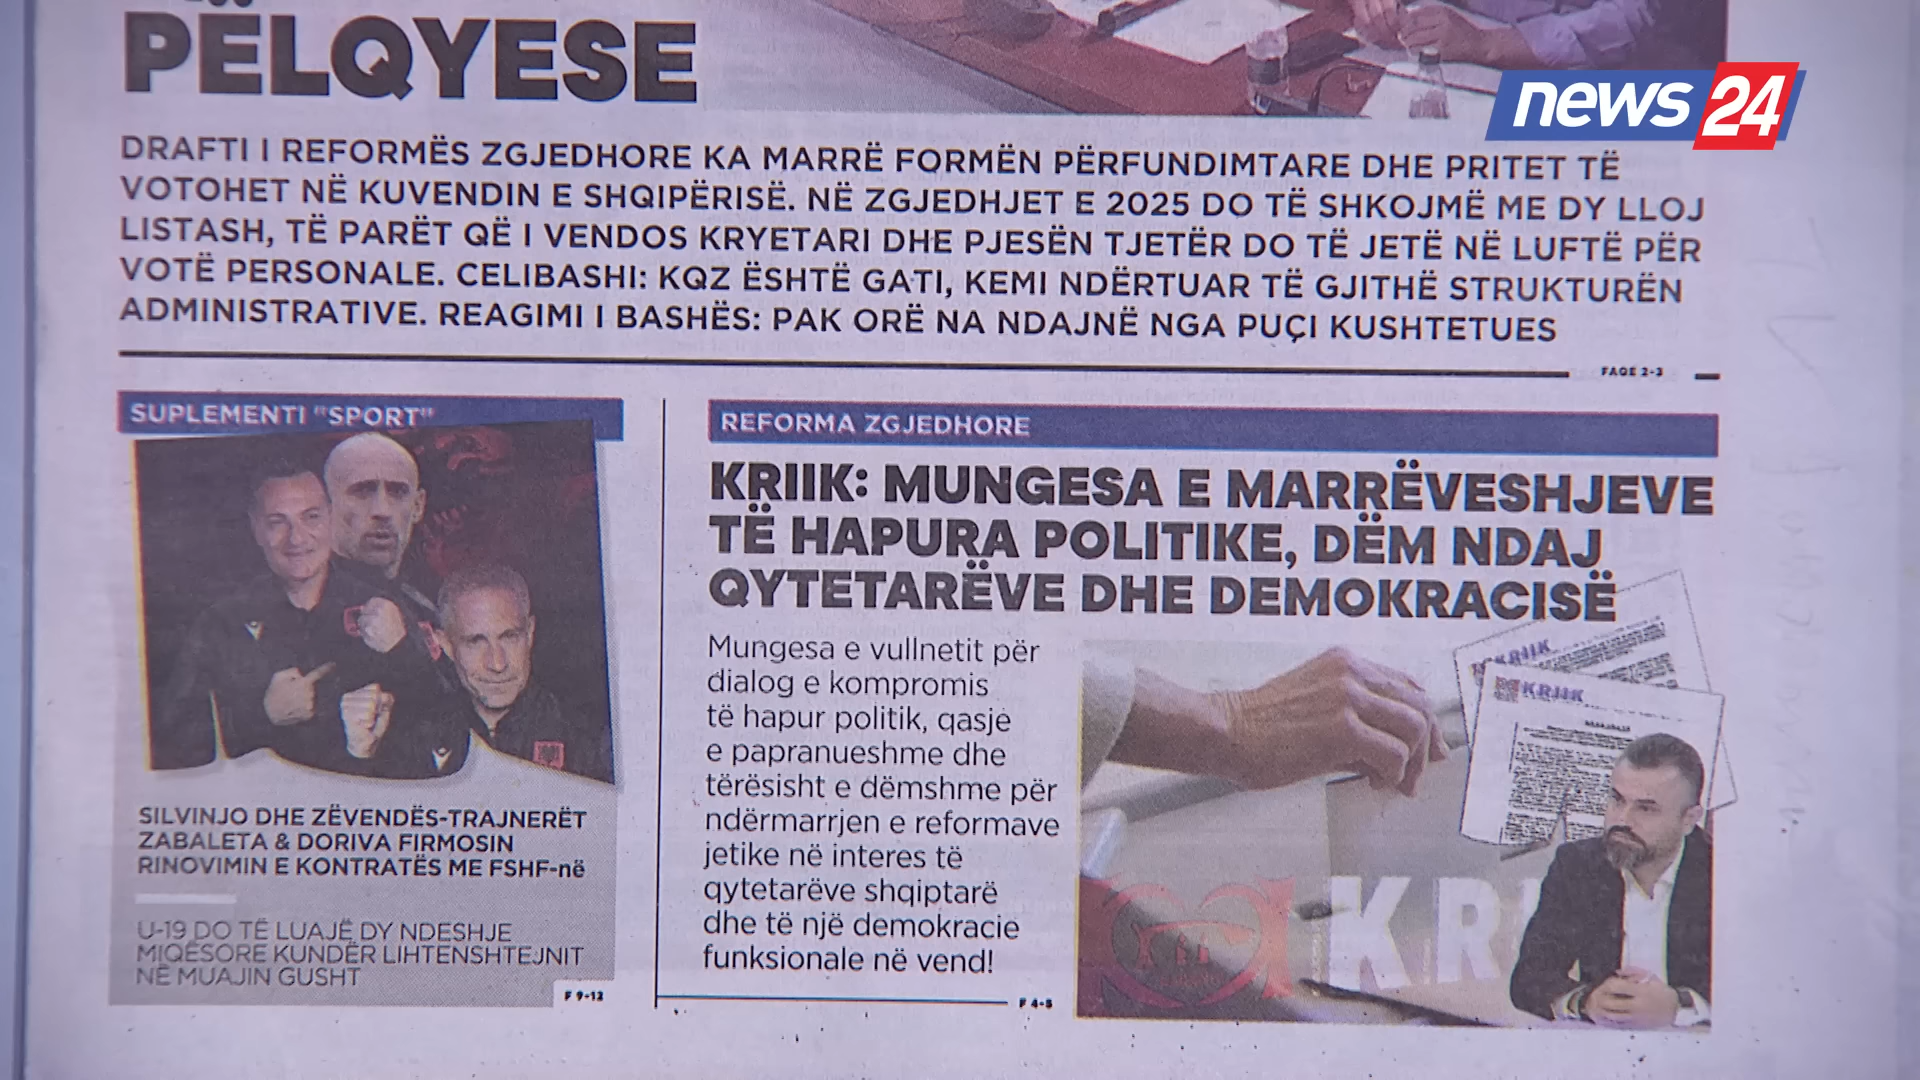 PËLQYESE
news 24
DRAFTI I REFORMËS ZGJEDHORE KA MARRË FORMËN PËRFUNDIMTARE DHE PRITET TË
VOTOHET NË KUVENDIN E SHQIPËRISË. NË ZGJEDHJET E 2025 DO TË SHKOJMË ME DY LLOJ
LISTASH, TË PARËT QË I VENDOS KRYETARI DHE PJESËN TJETËR DO TË JETË NË LUFTË PËR
VOTË PERSONALE. CELIBASHI: KQZ ËSHTË GATI, KEMI NDËRTUAR TË GJITHË STRUKTURËN
ADMINISTRATIVE. REAGIMI I BASHËS: PAK ORË NA NDAJNË NGA PUÇI KUSHTETUES
FAQE 2-3
SUPLEMENTI "SPORT"
SILVINJO DHE ZËVENDËS-TRAJNERËT
ZABALETA & DORIVA FIRMOSIN
RINOVIMIN E KONTRATËS ME FSHF-në
U-19 DO TË LUAJË DY NDESHJE
MIQËSORE KUNDËR LIHTENSHTEJNIT
NË MUAJIN GUSHT
F 9-12
REFORMA ZGJEDHORE
KRIIK: MUNGESA E MARRËVESHJEVE
TË HAPURA POLITIKE, DËM NDAJ
QYTETARËVE DHE DEMOKRACISË
Mungesa e vullnetit për
dialog e kompromis
të hapur politik, qasje
e papranueshme dhe
tërësisht e dëmshme për
ndërmarrjen e reformave
jetike në interes të
qytetarëve shqiptarë
dhe të një demokracie
funksionale në vend!
F 4-5
KRIIK
KRIIK
KRI